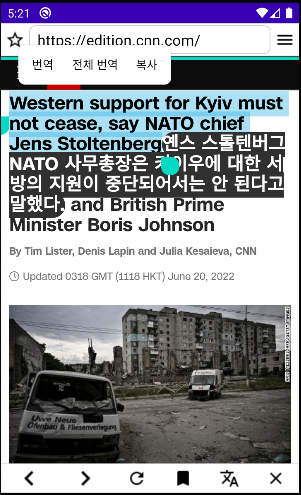 5:21
https://edition.cnn.com/
번역 전체 번역 복사
Western support for Kyiv must
not cease, say NATO chief
Jens Stoltenberg 옌스 스톨텐버그
NATO 사무총장은 키이우에 대한 서
방의 지원이 중단되어서는 안 된다고
말했다. and British Prime
Minister Boris Johnson
By Tim Lister, Denis Lapin and Julia Kesaieva, CNN
Updated 0318 GMT (1118 HKT) June 20, 2022
Uwe Neue
Ofenbau & Fliesenverlegung